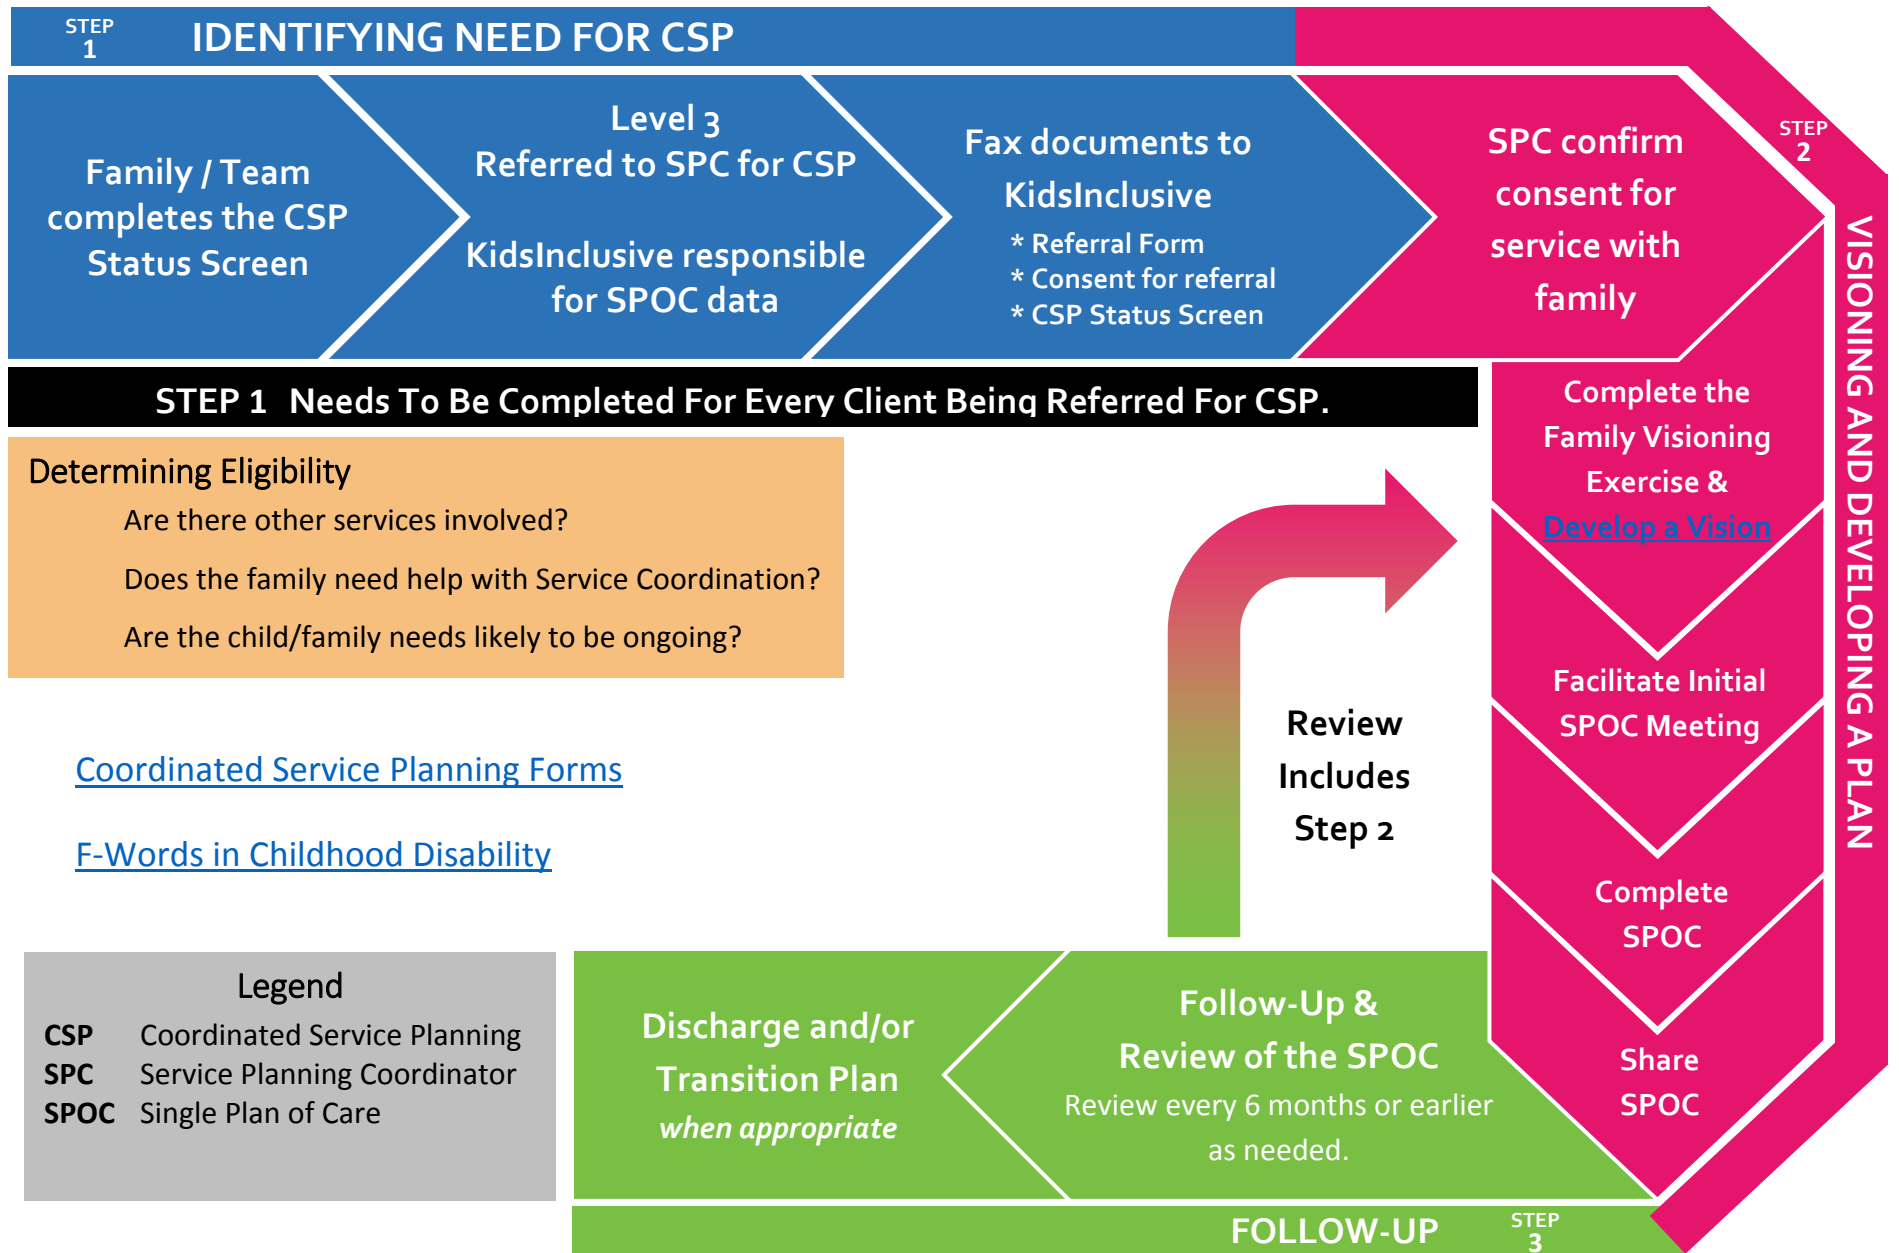 STEP
1
IDENTIFYING NEED FOR CSP
Family / Team
completes the CSP
Status Screen
Level 3
Referred to SPC for CSP
KidsInclusive responsible
for SPOC data
Fax documents to
KidsInclusive
* Referral Form
* Consent for referral
* CSP Status Screen
SPC confirm
consent for
service with
family
STEP
2
VISIONING AND DEVELOPING A PLAN
STEP 1 Needs To Be Completed For Every Client Being Referred For CSP.
Complete the
Family Visioning
Exercise &
Develop a Vision
Facilitate Initial
SPOC Meeting
Complete
SPOC
Share
SPOC
Determining Eligibility
Are there other services involved?
Does the family need help with Service Coordination?
Are the child/family needs likely to be ongoing?
Coordinated Service Planning Forms
F-Words in Childhood Disability
Review
Includes
Step 2
Legend
CSP Coordinated Service Planning
SPC Service Planning Coordinator
SPOC Single Plan of Care
Follow-Up &
Review of the SPOC
Review every 6 months or earlier
as needed.
Discharge and/or
Transition Plan
when appropriate
FOLLOW-UP
STEP
3